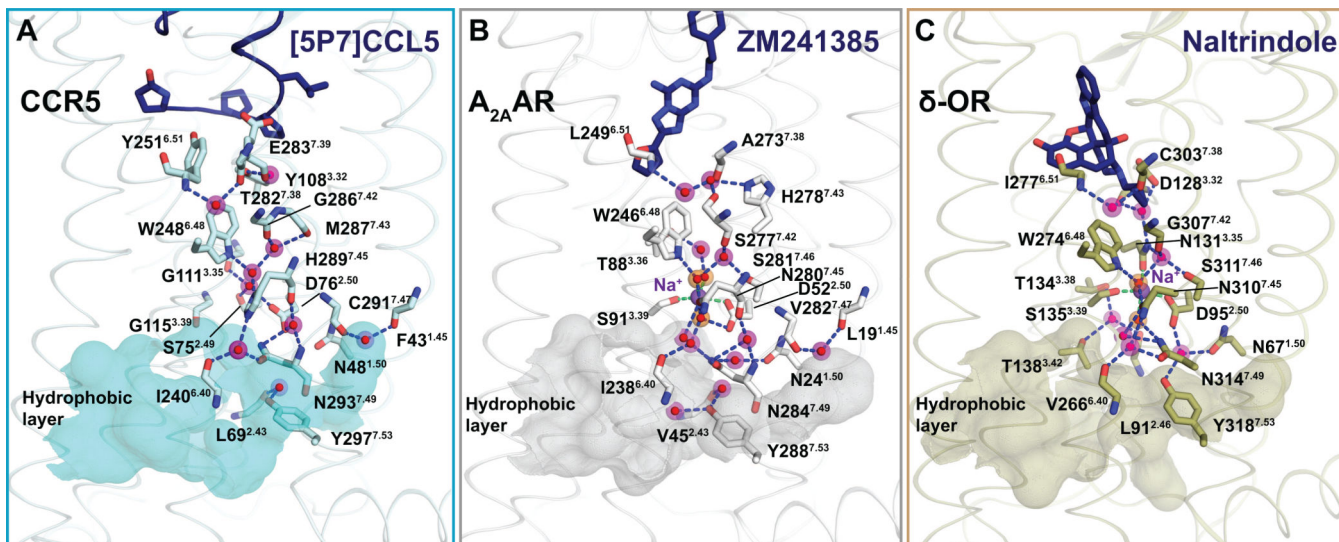 A
[5P7]CCL5
CCR5
Y251^6.51
E283^7.39
Y108^3.32
T282^7.38
G286^7.42
W248^6.48
M287^7.43
H289^7.45
G111^3.35
D76^2.50
C291^7.47
G115^3.39
F43^1.45
S75^2.49
N48^1.50
I240^6.40
N293^7.49
Hydrophobic
layer
L69^2.43
Y297^7.53
B
ZM241385
A2AAR
L249^6.51
A273^7.38
H278^7.43
W246^6.48
S277^7.42
T88^3.36
S281^7.46
N280^7.45
Na+
D52^2.50
V282^7.47
S91^3.39
L19^1.45
I238^6.40
N24^1.50
Hydrophobic
layer
N284^7.49
V45^2.43
Y288^7.53
C
Naltrindole
δ-OR
C303^7.38
I277^6.51
D128^3.32
G307^7.42
W274^6.48
N131^3.35
Na+
S311^7.46
T134^3.38
N310^7.45
S135^3.39
D95^2.50
N67^1.50
T138^3.42
N314^7.49
V266^6.40
Hydrophobic
layer
L91^2.46
Y318^7.53